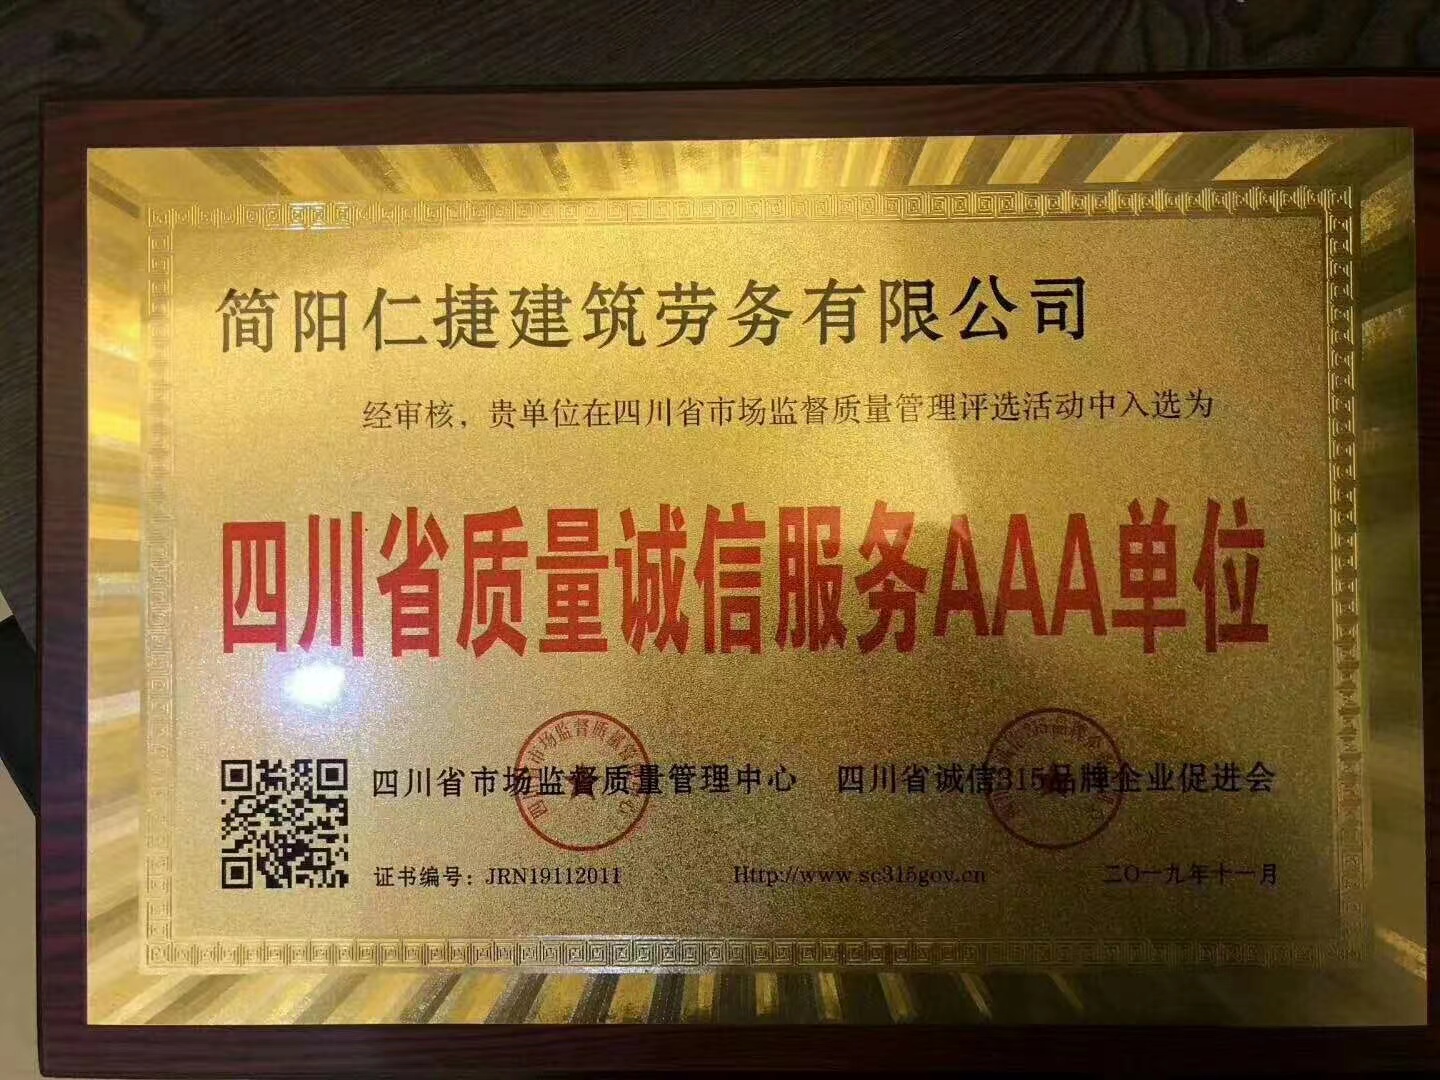 简阳仁捷建筑劳务有限公司
经审核，贵单位在四川省市场监督质量管理评选活动中入选为
四川省质量诚信服务AAA单位
四川省市场监督质量管理中心 四川省诚信315品牌企业促进会
证书编号：JRN19112011 Http://www.sc315gov.cn 二〇一九年十一月